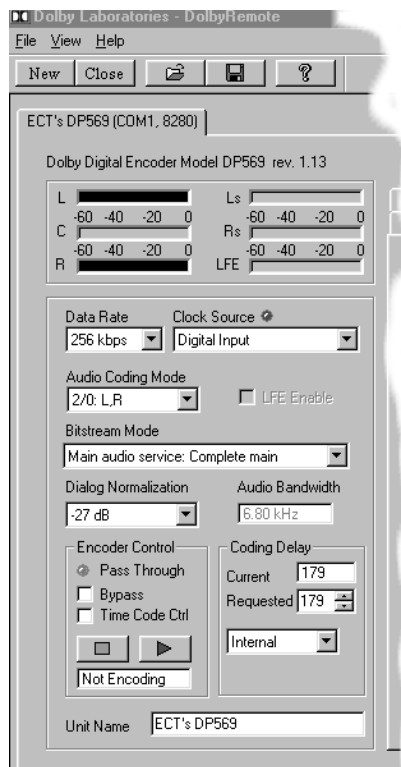 Dolby Laboratories - DolbyRemote
File View Help
New Close ?
ECT's DP569 (COM1, 8280)
Dolby Digital Encoder Model DP569 rev. 1.13
L Ls
-60 -40 -20 0 -60 -40 -20 0
C Rs
-60 -40 -20 0 -60 -40 -20 0
R LFE
Data Rate Clock Source
256 kbps Digital Input
Audio Coding Mode
2/0: L,R LFE Enable
Bitstream Mode
Main audio service: Complete main
Dialog Normalization Audio Bandwidth
-27 dB 6.80 kHz
Encoder Control Coding Delay
Pass Through Current 179
Bypass Requested 179
Time Code Ctrl
Internal
Not Encoding
Unit Name ECT's DP569